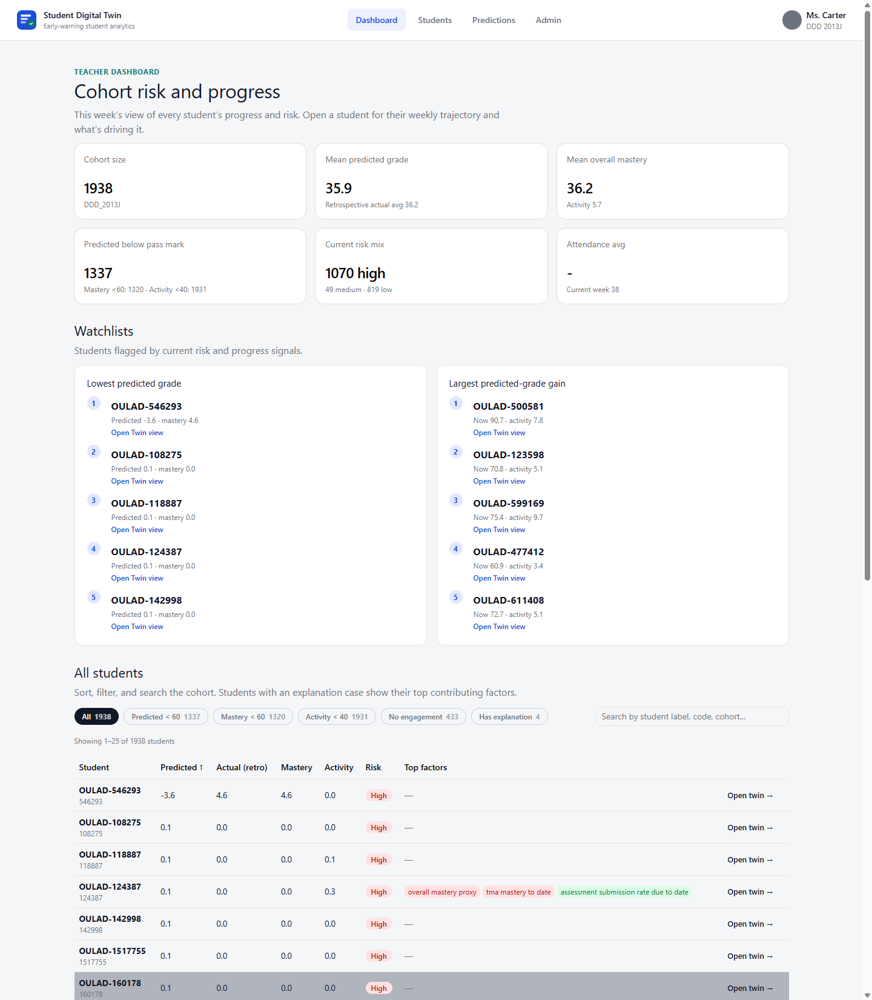 Student Digital Twin
Early-warning student analytics
Dashboard
Students
Predictions
Admin
Ms. Carter
DDD 2013J
TEACHER DASHBOARD
Cohort risk and progress
This week’s view of every student’s progress and risk. Open a student for their weekly trajectory and
what’s driving it.
Cohort size
1938
DDD_2013J
Mean predicted grade
35.9
Retrospective actual avg 36.2
Mean overall mastery
36.2
Activity 5.7
Predicted below pass mark
1337
Mastery <60: 1320 · Activity <40: 1931
Current risk mix
1070 high
49 medium · 819 low
Attendance avg
-
Current week 38
Watchlists
Students flagged by current risk and progress signals.
Lowest predicted grade
1
OULAD-546293
Predicted -3.6 · mastery 4.6
Open Twin view
2
OULAD-108275
Predicted 0.1 · mastery 0.0
Open Twin view
3
OULAD-118887
Predicted 0.1 · mastery 0.0
Open Twin view
4
OULAD-124387
Predicted 0.1 · mastery 0.0
Open Twin view
5
OULAD-142998
Predicted 0.1 · mastery 0.0
Open Twin view
Largest predicted-grade gain
1
OULAD-500581
Now 90.7 · activity 7.8
Open Twin view
2
OULAD-123598
Now 70.8 · activity 5.1
Open Twin view
3
OULAD-599169
Now 75.4 · activity 9.7
Open Twin view
4
OULAD-477412
Now 60.9 · activity 3.4
Open Twin view
5
OULAD-611408
Now 72.7 · activity 5.1
Open Twin view
All students
Sort, filter, and search the cohort. Students with an explanation case show their top contributing factors.
All 1938
Predicted < 60 1337
Mastery < 60 1320
Activity < 40 1931
No engagement 433
Has explanation 4
Search by student label, code, cohort...
Showing 1–25 of 1938 students
Student Predicted ↑ Actual (retro) Mastery Activity Risk Top factors
OULAD-546293 -3.6 4.6 4.6 0.0 High — Open twin →
546293
OULAD-108275 0.1 0.0 0.0 0.0 High — Open twin →
108275
OULAD-118887 0.1 0.0 0.0 0.1 High — Open twin →
118887
OULAD-124387 0.1 0.0 0.0 0.3 High overall mastery proxy tma mastery to date assessment submission rate due to date Open twin →
124387
OULAD-142998 0.1 0.0 0.0 0.0 High — Open twin →
142998
OULAD-1517755 0.1 0.0 0.0 0.0 High — Open twin →
1517755
OULAD-160178 0.1 0.0 0.0 0.0 High — Open twin →
160178